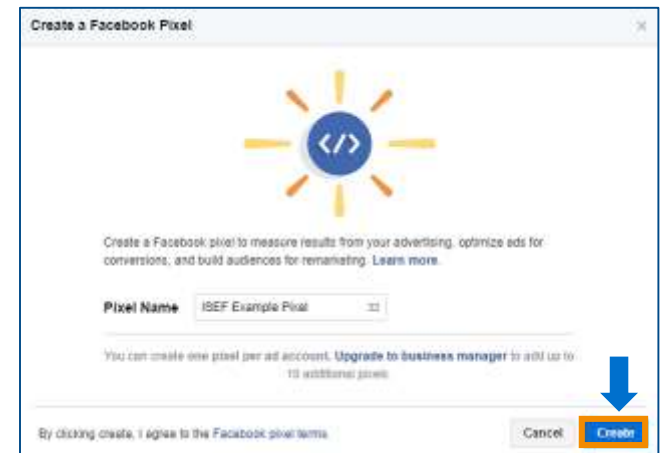 Create a Facebook Pixel
</>
Create a Facebook pixel to measure results from your advertising, optimize ads for
conversions, and build audiences for remarketing. Learn more.
Pixel Name ISEF Example Pixel
You can create one pixel per ad account. Upgrade to business manager to add up to
10 additional pixels
By clicking create, I agree to the Facebook pixel terms
Cancel Create